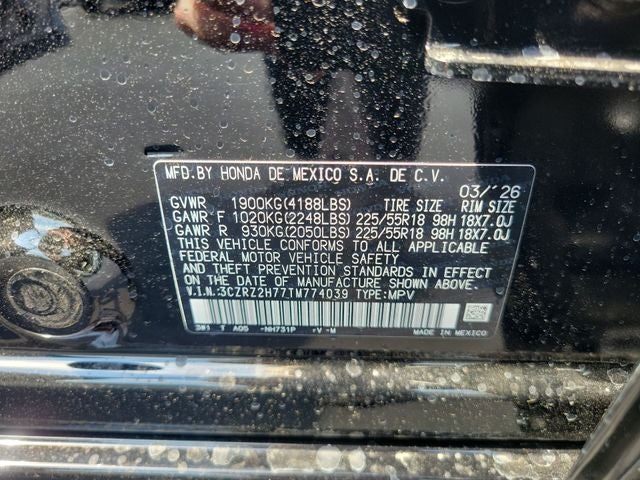 MFD.BY HONDA DE MEXICO S.A. DE C.V.
03/'26
GVWR 1900KG(4188LBS) TIRE SIZE RIM SIZE
GAWR F 1020KG(2248LBS) 225/55R18 98H 18X7.0J
GAWR R 930KG(2050LBS) 225/55R18 98H 18X7.0J
THIS VEHICLE CONFORMS TO ALL APPLICABLE
FEDERAL MOTOR VEHICLE SAFETY
AND THEFT PREVENTION STANDARDS IN EFFECT
ON THE DATE OF MANUFACTURE SHOWN ABOVE.
V.I.N.:3CZRZ2H77TM774039 TYPE:MPV
3W1 T A05 -NH731P -V -M
MADE IN MEXICO